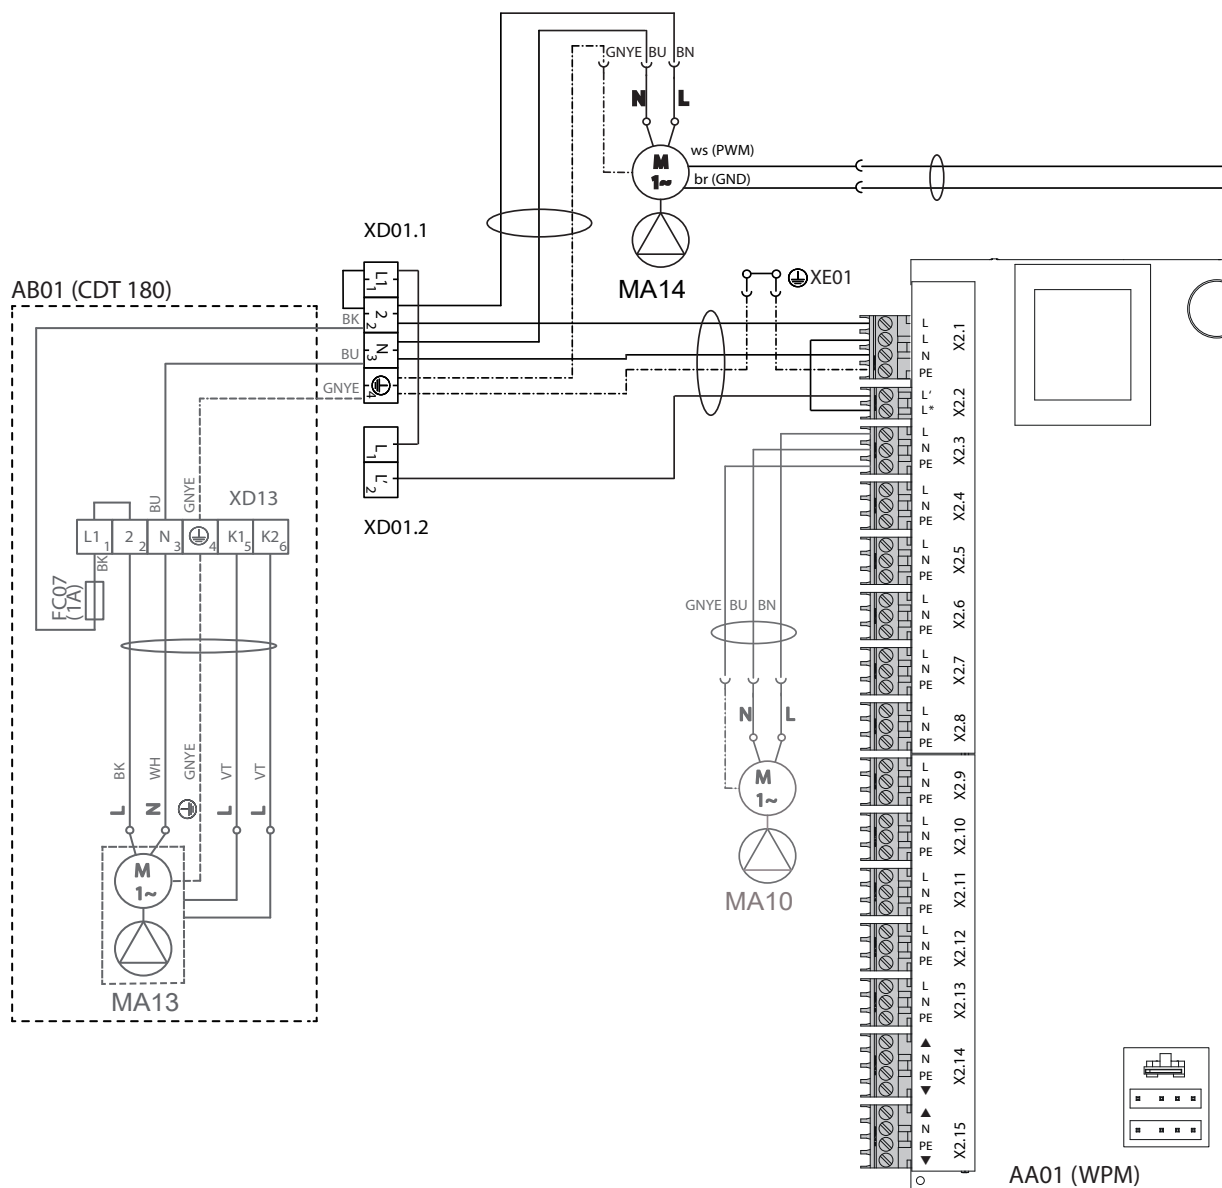 GNYE BU BN
N L
M
1~
ws (PWM)
br (GND)
MA14
XD01.1
L1 1
2 2
N 3
4
BK
BU
GNYE
L 1
L' 2
XD01.2
XE01
AB01 (CDT 180)
BU
GNYE
XD13
L1 1
2 2
N 3
4
K1 5
K2 6
BK
FC07
(1A)
BK
WH
GNYE
VT
VT
L
N
L
L
M
1~
MA13
GNYE BU BN
N L
M
1~
MA10
L
L
N
PE
X2.1
L'
L*
X2.2
L
N
PE
X2.3
L
N
PE
X2.4
L
N
PE
X2.5
L
N
PE
X2.6
L
N
PE
X2.7
L
N
PE
X2.8
L
N
PE
X2.9
L
N
PE
X2.10
L
N
PE
X2.11
L
N
PE
X2.12
L
N
PE
X2.13
▲
N
PE
▼
X2.14
▲
N
PE
▼
X2.15
AA01 (WPM)